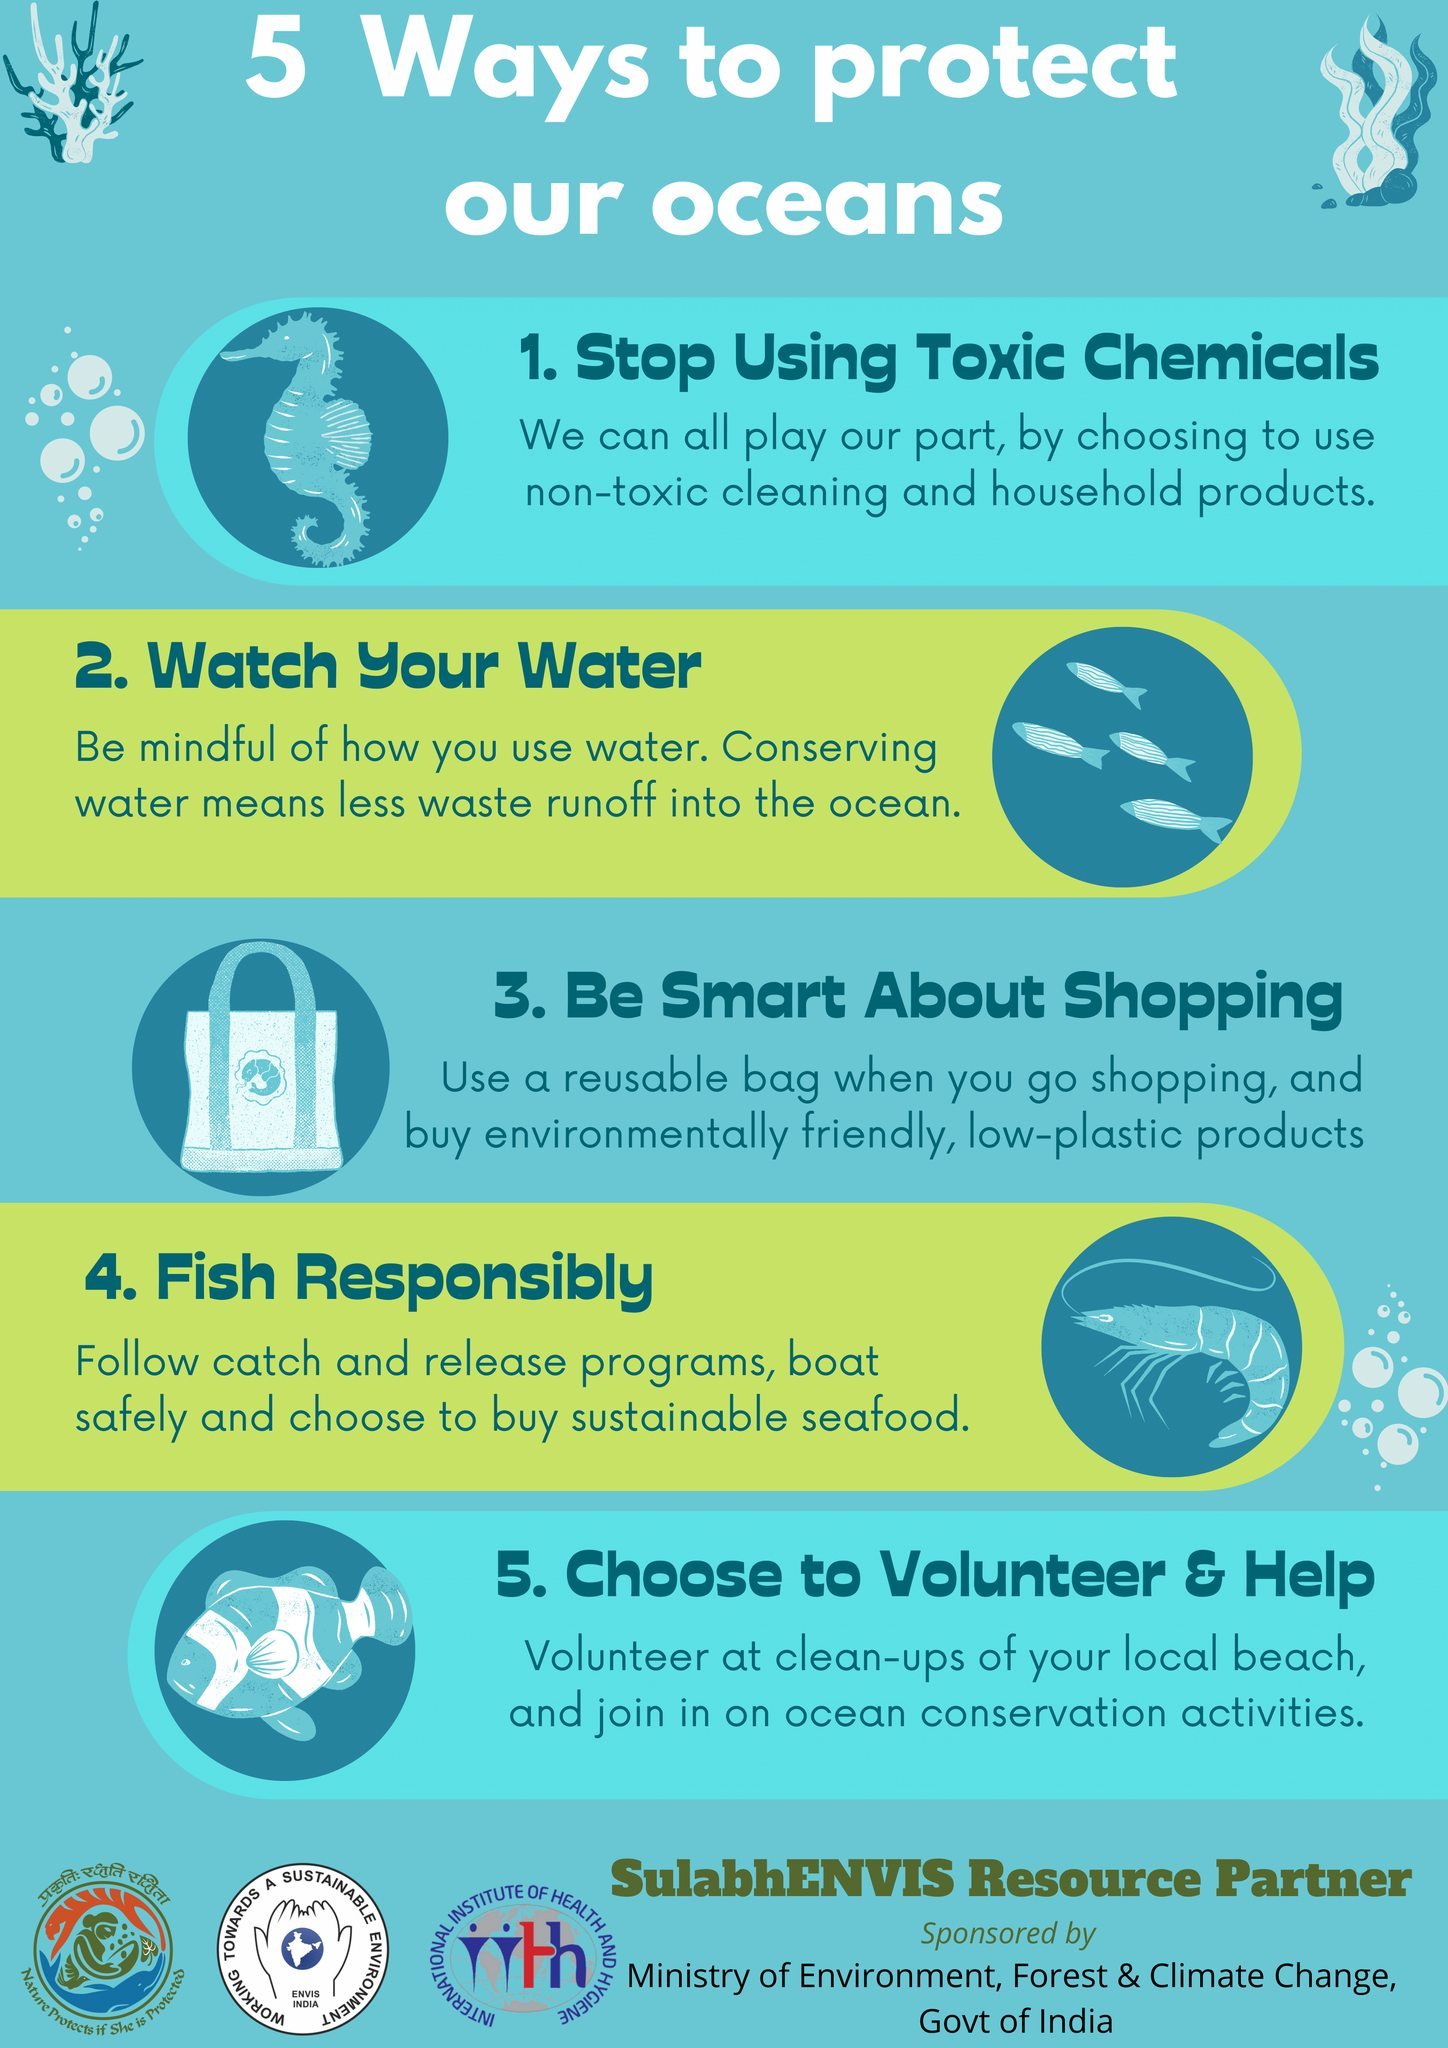 5 Ways to protect
our oceans
1. Stop Using Toxic Chemicals
We can all play our part, by choosing to use
non-toxic cleaning and household products.
2. Watch Your Water
Be mindful of how you use water. Conserving
water means less waste runoff into the ocean.
3. Be Smart About Shopping
Use a reusable bag when you go shopping, and
buy environmentally friendly, low-plastic products
4. Fish Responsibly
Follow catch and release programs, boat
safely and choose to buy sustainable seafood.
5. Choose to Volunteer & Help
Volunteer at clean-ups of your local beach,
and join in on ocean conservation activities.
प्रकृतिः रक्षति रक्षिता
Nature Protects if She is Protected
WORKING TOWARDS A SUSTAINABLE ENVIRONMENT
ENVIS
INDIA
INTERNATIONAL INSTITUTE OF HEALTH AND HYGIENE
iihh
SulabhENVIS Resource Partner
Sponsored by
Ministry of Environment, Forest & Climate Change,
Govt of India